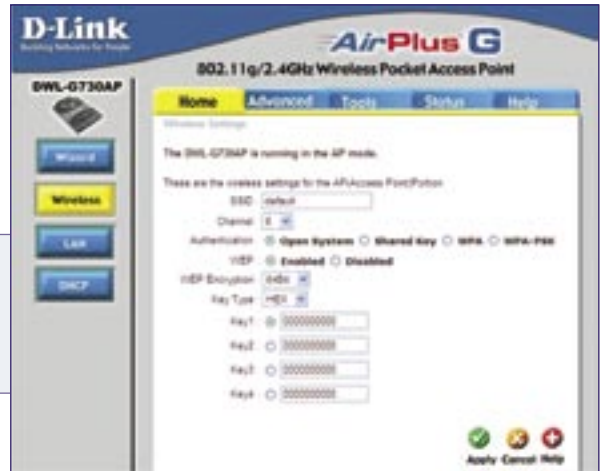 D-Link
Building Networks for People
AirPlus G
802.11g/2.4GHz Wireless Pocket Access Point
DWL-G730AP
Home Advanced Tools Status Help
Wizard
Wireless
LAN
DHCP
Wireless Settings
The DWL-G730AP is running in the AP mode.
These are the wireless settings for the AP(Access Point)Portion
SSID default
Channel 6
Authentication Open System Shared Key WPA WPA-PSK
WEP Enabled Disabled
WEP Encryption 64Bit
Key Type HEX
Key1 0000000000
Key2 0000000000
Key3 0000000000
Key4 0000000000
Apply Cancel Help